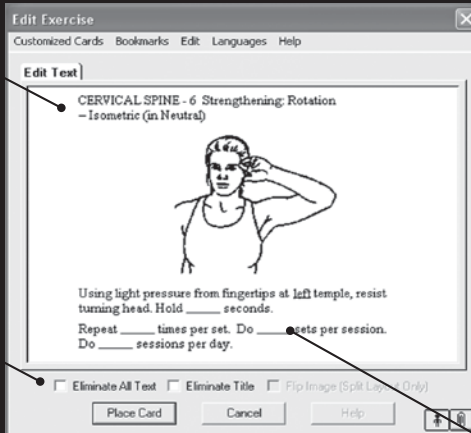 Edit Exercise
Customized Cards Bookmarks Edit Languages Help
Edit Text
CERVICAL SPINE - 6 Strengthening: Rotation
– Isometric (in Neutral)
Using light pressure from fingertips at left temple, resist
turning head. Hold _____ seconds.
Repeat _____ times per set. Do _____ sets per session.
Do _____ sessions per day.
Eliminate All Text Eliminate Title Flip Image (Split Layout Only)
Place Card Cancel Help